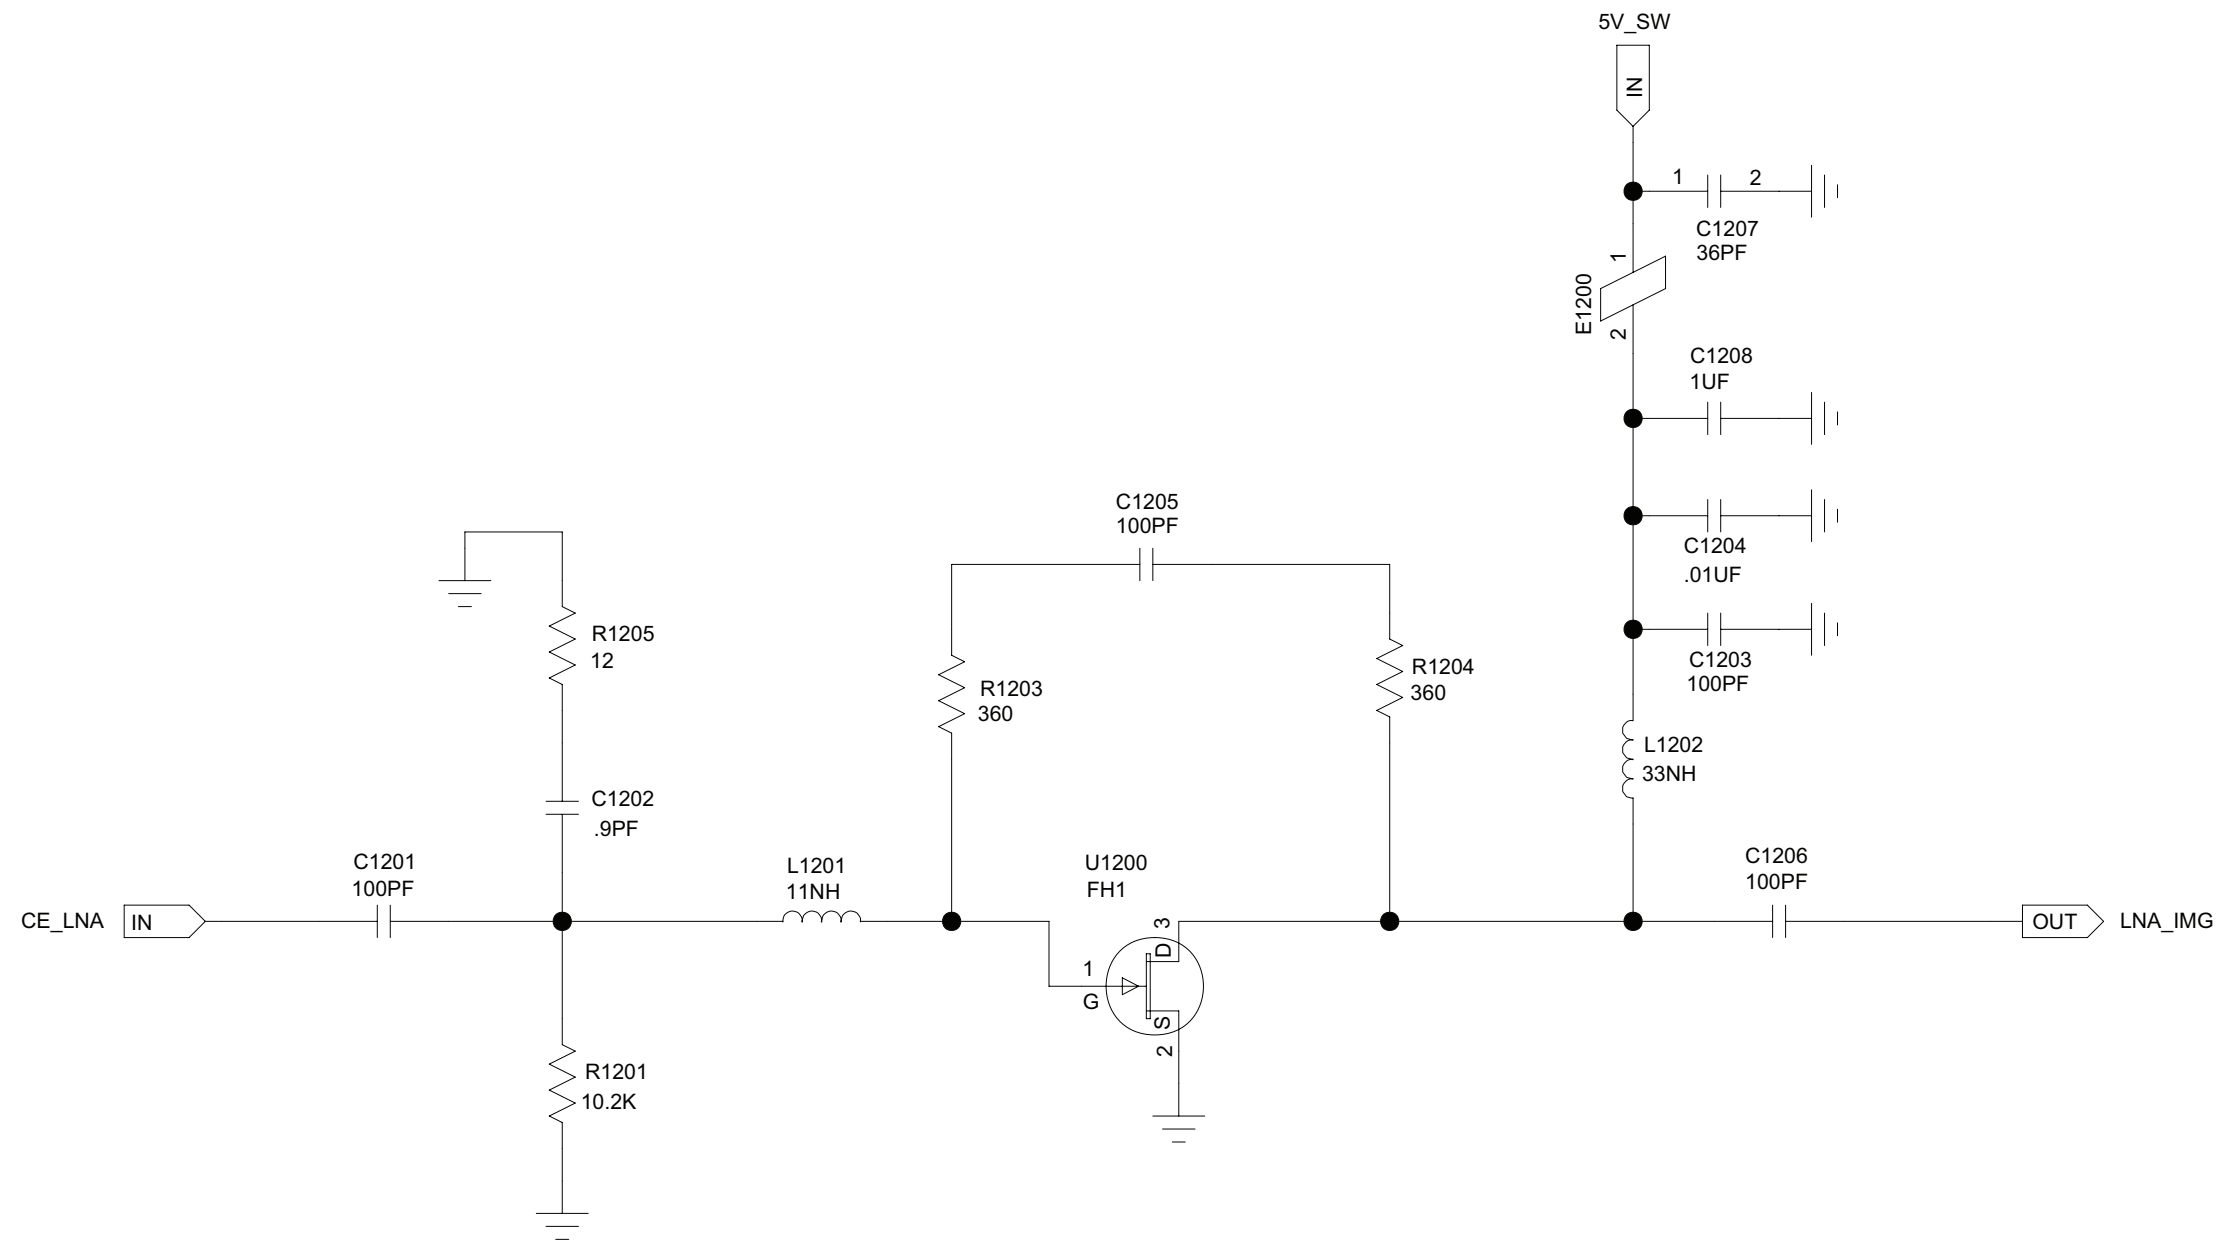 5V_SW
IN
1
2
C1207
36PF
1
E1200
2
C1208
1UF
C1205
100PF
C1204
.01UF
R1205
12
C1203
100PF
R1203
360
R1204
360
L1202
33NH
C1202
.9PF
C1201
100PF
L1201
11NH
U1200
FH1
C1206
100PF
CE_LNA
IN
3
D
OUT
LNA_IMG
1
G
S
2
R1201
10.2K